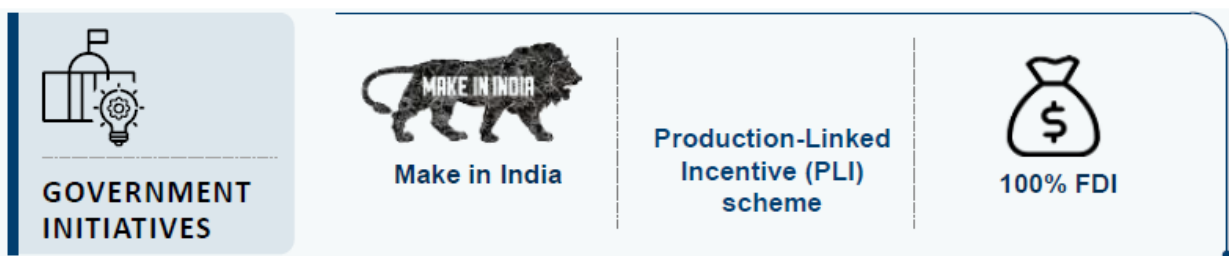 GOVERNMENT
INITIATIVES
MAKE IN INDIA
Make in India
Production-Linked
Incentive (PLI)
scheme
$
100% FDI